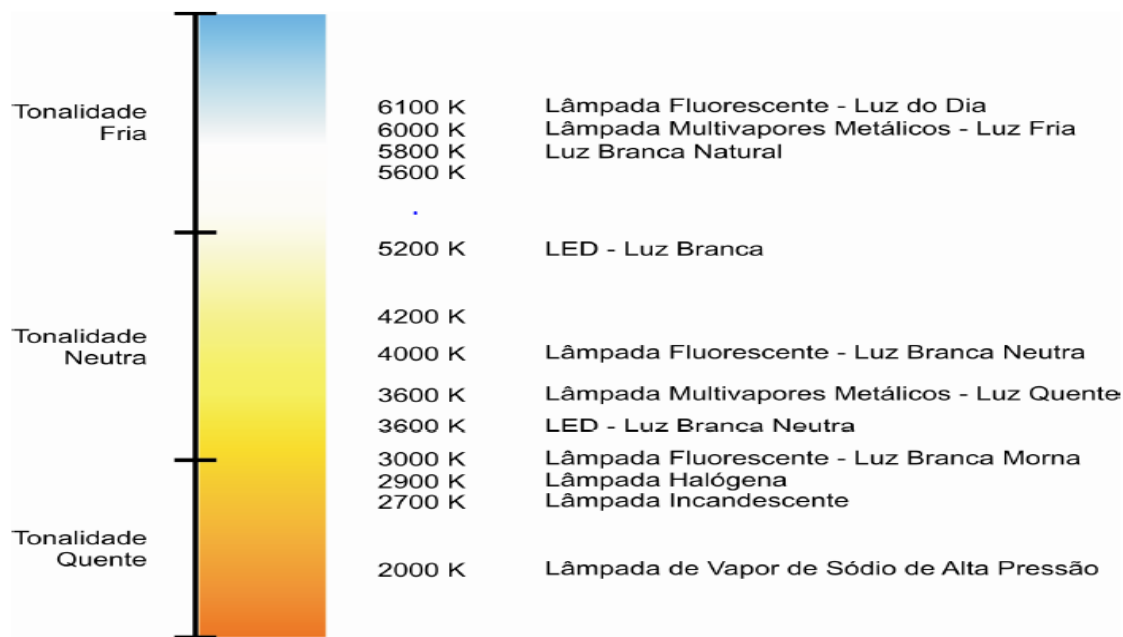 Tonalidade
Fria
6100 K Lâmpada Fluorescente - Luz do Dia
6000 K Lâmpada Multivapores Metálicos - Luz Fria
5800 K Luz Branca Natural
5600 K
5200 K LED - Luz Branca
Tonalidade
Neutra
4200 K
4000 K Lâmpada Fluorescente - Luz Branca Neutra
3600 K Lâmpada Multivapores Metálicos - Luz Quente
3600 K LED - Luz Branca Neutra
3000 K Lâmpada Fluorescente - Luz Branca Morna
2900 K Lâmpada Halógena
2700 K Lâmpada Incandescente
Tonalidade
Quente
2000 K Lâmpada de Vapor de Sódio de Alta Pressão